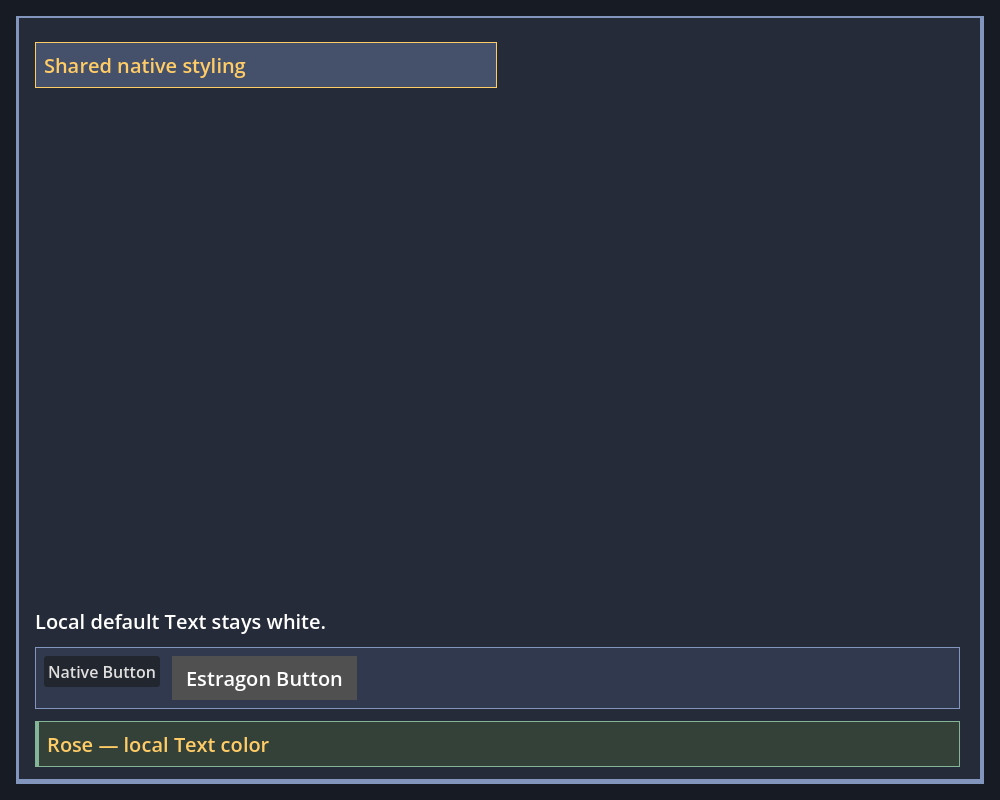 Shared native styling
Local default Text stays white.
Native Button
Estragon Button
Rose — local Text color